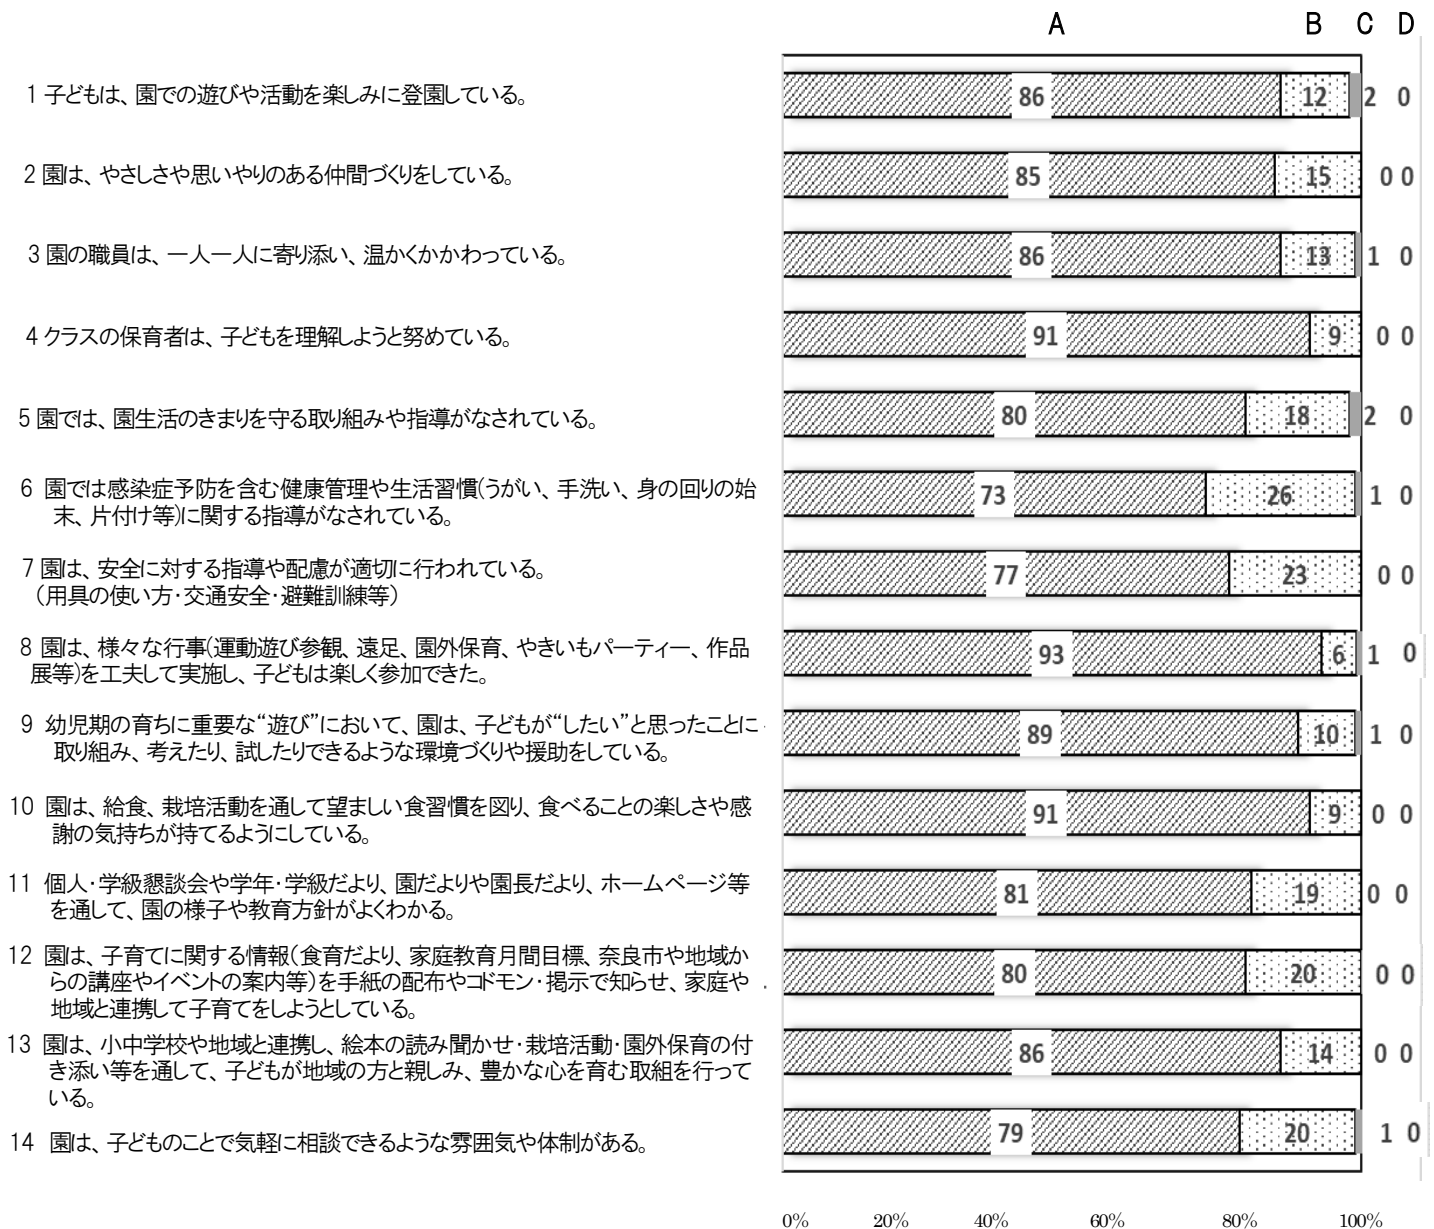 A B C D
1 子どもは、園での遊びや活動を楽しみに登園している。
86 12 2 0
2 園は、やさしさや思いやりのある仲間づくりをしている。
85 15 0 0
3 園の職員は、一人一人に寄り添い、温かくかかわっている。
86 13 1 0
4 クラスの保育者は、子どもを理解しようと努めている。
91 9 0 0
5 園では、園生活のきまりを守る取り組みや指導がなされている。
80 18 2 0
6 園では感染症予防を含む健康管理や生活習慣(うがい、手洗い、身の回りの始
末、片付け等)に関する指導がなされている。
73 26 1 0
7 園は、安全に対する指導や配慮が適切に行われている。
(用具の使い方・交通安全・避難訓練等)
77 23 0 0
8 園は、様々な行事(運動遊び参観、遠足、園外保育、やきいもパーティー、作品
展等)を工夫して実施し、子どもは楽しく参加できた。
93 6 1 0
9 幼児期の育ちに重要な“遊び”において、園は、子どもが“したい”と思ったことに
取り組み、考えたり、試したりできるような環境づくりや援助をしている。
89 10 1 0
10 園は、給食、栽培活動を通して望ましい食習慣を図り、食べることの楽しさや感
謝の気持ちが持てるようにしている。
91 9 0 0
11 個人・学級懇談会や学年・学級だより、園だよりや園長だより、ホームページ等
を通して、園の様子や教育方針がよくわかる。
81 19 0 0
12 園は、子育てに関する情報(食育だより、家庭教育月間目標、奈良市や地域か
らの講座やイベントの案内等)を手紙の配布やコドモン・掲示で知らせ、家庭や
地域と連携して子育てをしようとしている。
80 20 0 0
13 園は、小中学校や地域と連携し、絵本の読み聞かせ・栽培活動・園外保育の付
き添い等を通して、子どもが地域の方と親しみ、豊かな心を育む取組を行って
いる。
86 14 0 0
14 園は、子どものことで気軽に相談できるような雰囲気や体制がある。
79 20 1 0
0% 20% 40% 60% 80% 100%